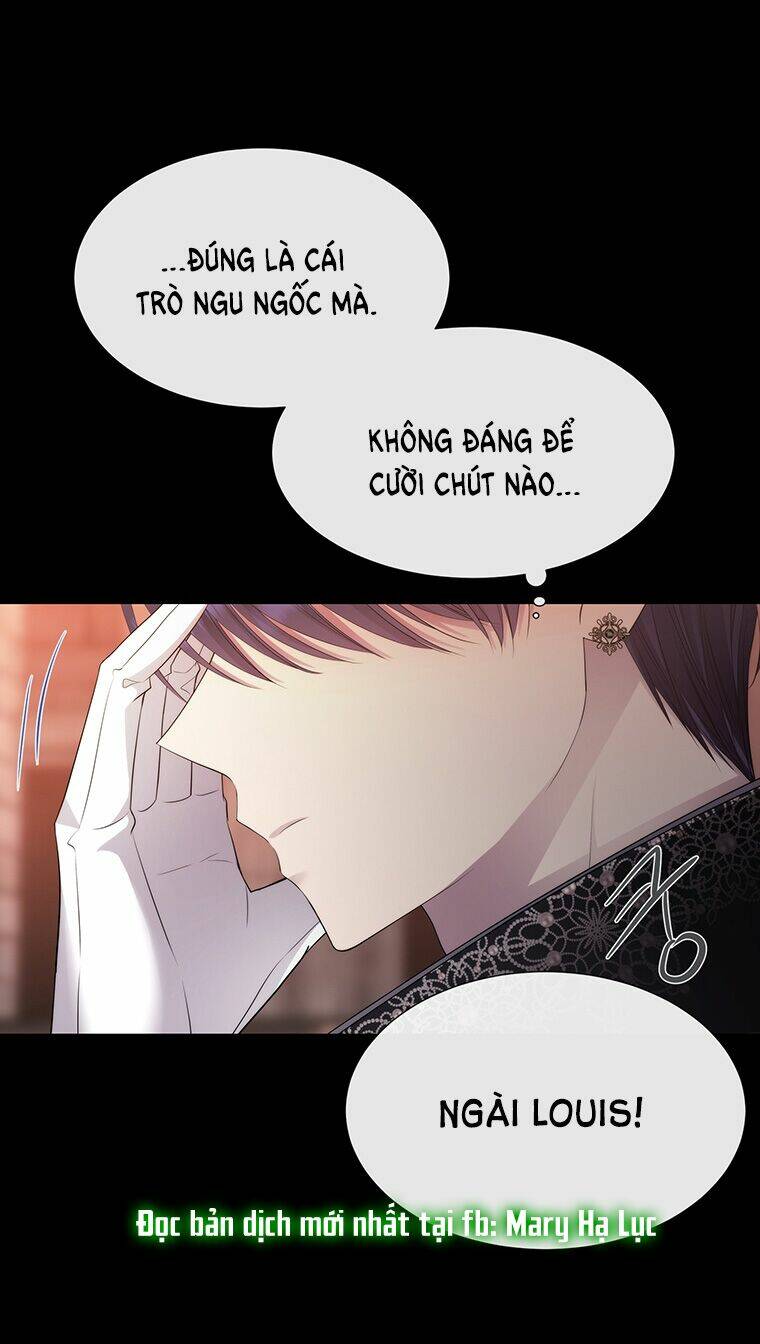 ...ĐÚNG LÀ CÁI
TRÒ NGU NGỐC MÀ.
KHÔNG ĐÁNG ĐỂ
CƯỜI CHÚT NÀO...
NGÀI LOUIS!
Đọc bản dịch mới nhất tại fb: Mary Hạ Lục